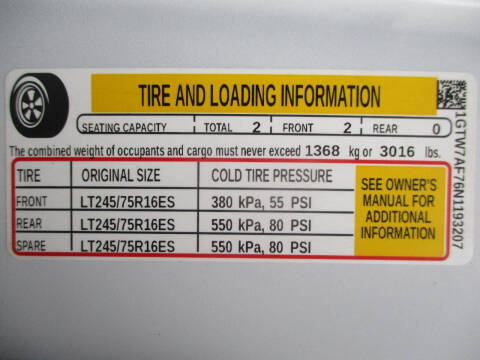 TIRE AND LOADING INFORMATION
SEATING CAPACITY TOTAL 2 FRONT 2 REAR 0
The combined weight of occupants and cargo must never exceed 1368 kg or 3016 lbs.
TIRE ORIGINAL SIZE COLD TIRE PRESSURE
FRONT LT245/75R16ES 380 kPa, 55 PSI
REAR LT245/75R16ES 550 kPa, 80 PSI
SPARE LT245/75R16ES 550 kPa, 80 PSI
SEE OWNER'S
MANUAL FOR
ADDITIONAL
INFORMATION
1GTW7AF76N1193207